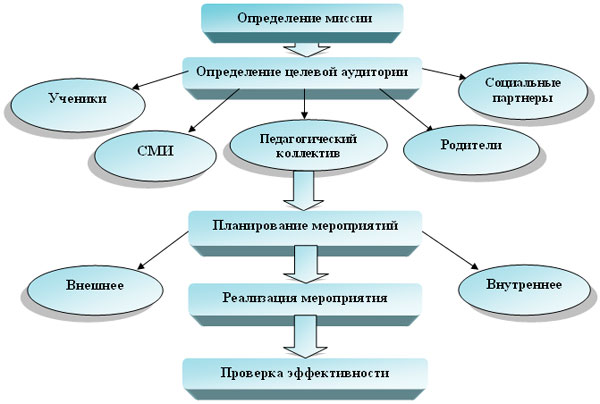 Определение миссии
Определение целевой аудитории
Ученики
СМИ
Педагогический
коллектив
Родители
Социальные
партнеры
Планирование мероприятий
Внешнее
Внутреннее
Реализация мероприятия
Проверка эффективности